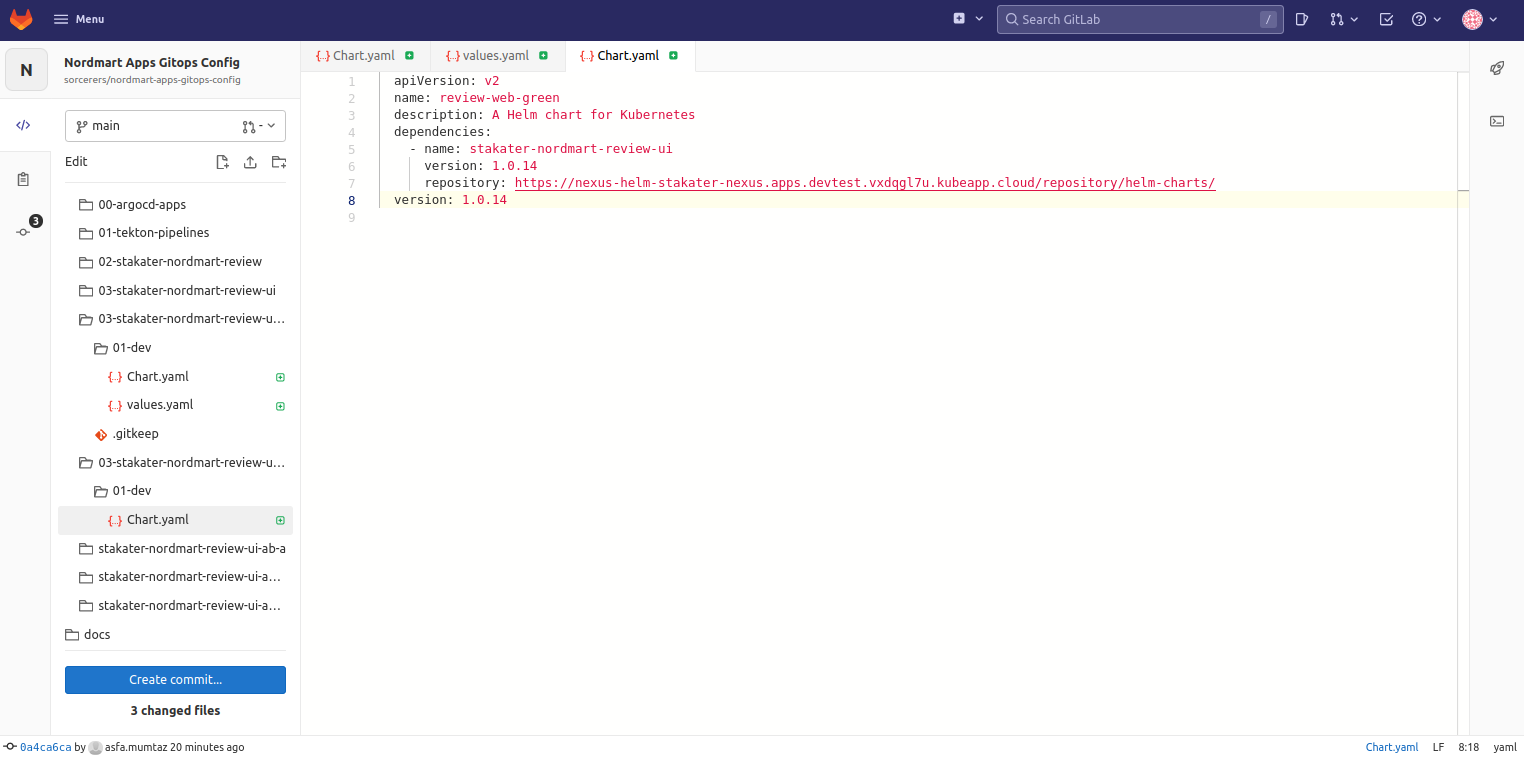 Menu
Search GitLab /
N
Nordmart Apps Gitops Config
sorcerers/nordmart-apps-gitops-config
3
main
-
Edit
00-argocd-apps
01-tekton-pipelines
02-stakater-nordmart-review
03-stakater-nordmart-review-ui
03-stakater-nordmart-review-u...
01-dev
{..} Chart.yaml
{..} values.yaml
.gitkeep
03-stakater-nordmart-review-u...
01-dev
{..} Chart.yaml
stakater-nordmart-review-ui-ab-a
stakater-nordmart-review-ui-a...
stakater-nordmart-review-ui-a...
docs
Create commit...
3 changed files
{..} Chart.yaml {..} values.yaml {..} Chart.yaml
1 apiVersion: v2
2 name: review-web-green
3 description: A Helm chart for Kubernetes
4 dependencies:
5 - name: stakater-nordmart-review-ui
6 version: 1.0.14
7 repository: https://nexus-helm-stakater-nexus.apps.devtest.vxdqgl7u.kubeapp.cloud/repository/helm-charts/
8 version: 1.0.14
9
0a4ca6ca by asfa.mumtaz 20 minutes ago
Chart.yaml LF 8:18 yaml